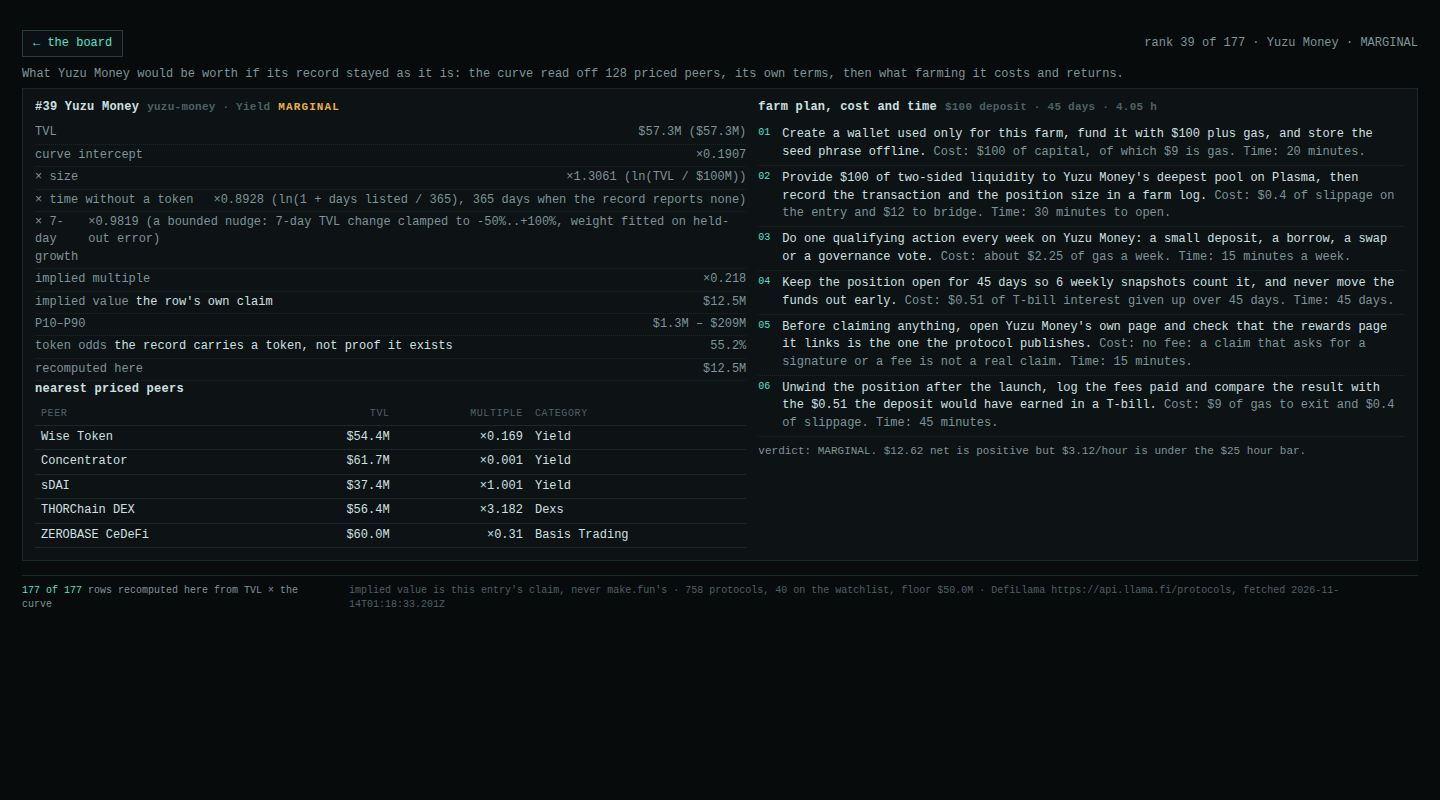 ← the board
rank 39 of 177 · Yuzu Money · MARGINAL
What Yuzu Money would be worth if its record stayed as it is: the curve read off 128 priced peers, its own terms, then what farming it costs and returns.
#39 Yuzu Money yuzu-money · Yield MARGINAL
TVL $57.3M ($57.3M)
curve intercept ×0.1907
× size ×1.3061 (ln(TVL / $100M))
× time without a token ×0.8928 (ln(1 + days listed / 365), 365 days when the record reports none)
× 7-day growth ×0.9819 (a bounded nudge: 7-day TVL change clamped to -50%..+100%, weight fitted on held-out error)
implied multiple ×0.218
implied value the row's own claim $12.5M
P10–P90 $1.3M – $209M
token odds the record carries a token, not proof it exists 55.2%
recomputed here $12.5M
nearest priced peers
PEER TVL MULTIPLE CATEGORY
Wise Token $54.4M ×0.169 Yield
Concentrator $61.7M ×0.001 Yield
sDAI $37.4M ×1.001 Yield
THORChain DEX $56.4M ×3.182 Dexs
ZEROBASE CeDeFi $60.0M ×0.31 Basis Trading
farm plan, cost and time $100 deposit · 45 days · 4.05 h
01 Create a wallet used only for this farm, fund it with $100 plus gas, and store the
seed phrase offline. Cost: $100 of capital, of which $9 is gas. Time: 20 minutes.
02 Provide $100 of two-sided liquidity to Yuzu Money's deepest pool on Plasma, then
record the transaction and the position size in a farm log. Cost: $0.4 of slippage on
the entry and $12 to bridge. Time: 30 minutes to open.
03 Do one qualifying action every week on Yuzu Money: a small deposit, a borrow, a swap
or a governance vote. Cost: about $2.25 of gas a week. Time: 15 minutes a week.
04 Keep the position open for 45 days so 6 weekly snapshots count it, and never move the
funds out early. Cost: $0.51 of T-bill interest given up over 45 days. Time: 45 days.
05 Before claiming anything, open Yuzu Money's own page and check that the rewards page
it links is the one the protocol publishes. Cost: no fee: a claim that asks for a
signature or a fee is not a real claim. Time: 15 minutes.
06 Unwind the position after the launch, log the fees paid and compare the result with
the $0.51 the deposit would have earned in a T-bill. Cost: $9 of gas to exit and $0.4
of slippage. Time: 45 minutes.
verdict: MARGINAL. $12.62 net is positive but $3.12/hour is under the $25 hour bar.
177 of 177 rows recomputed here from TVL × the
curve
implied value is this entry's claim, never make.fun's · 758 protocols, 40 on the watchlist, floor $50.0M · DefiLlama https://api.llama.fi/protocols, fetched 2026-11-
14T01:18:33.201Z